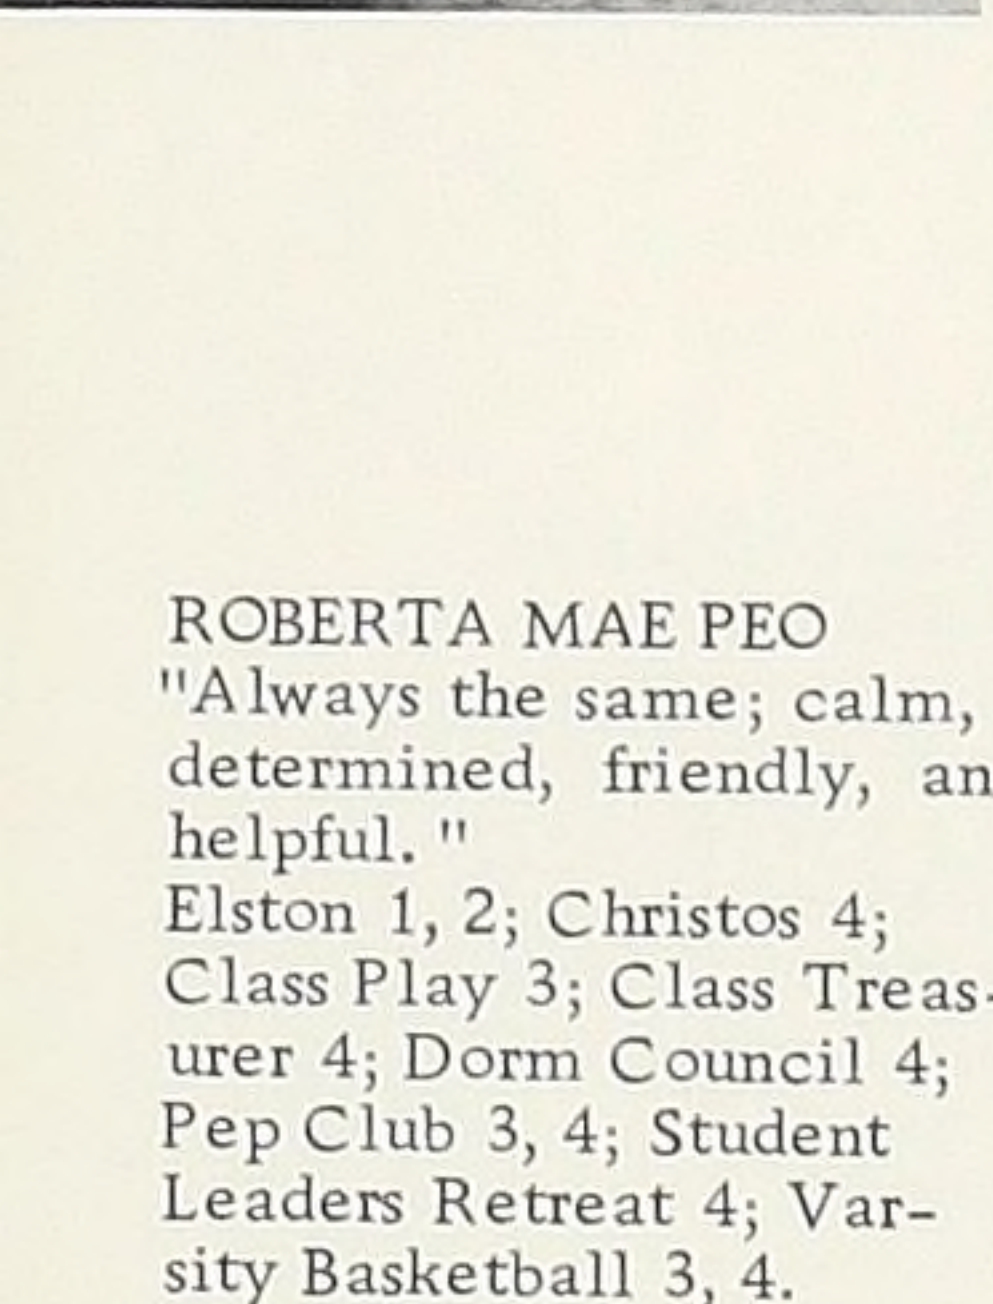 ROBERTA MAE PEO
"Always the same; calm,
determined, friendly, an
helpful. "
Elston 1, 2; Christos 4;
Class Play 3; Class Treas-
urer 4; Dorm Council 4;
Pep Club 3, 4; Student
Leaders Retreat 4; Var-
sity Basketball 3, 4.